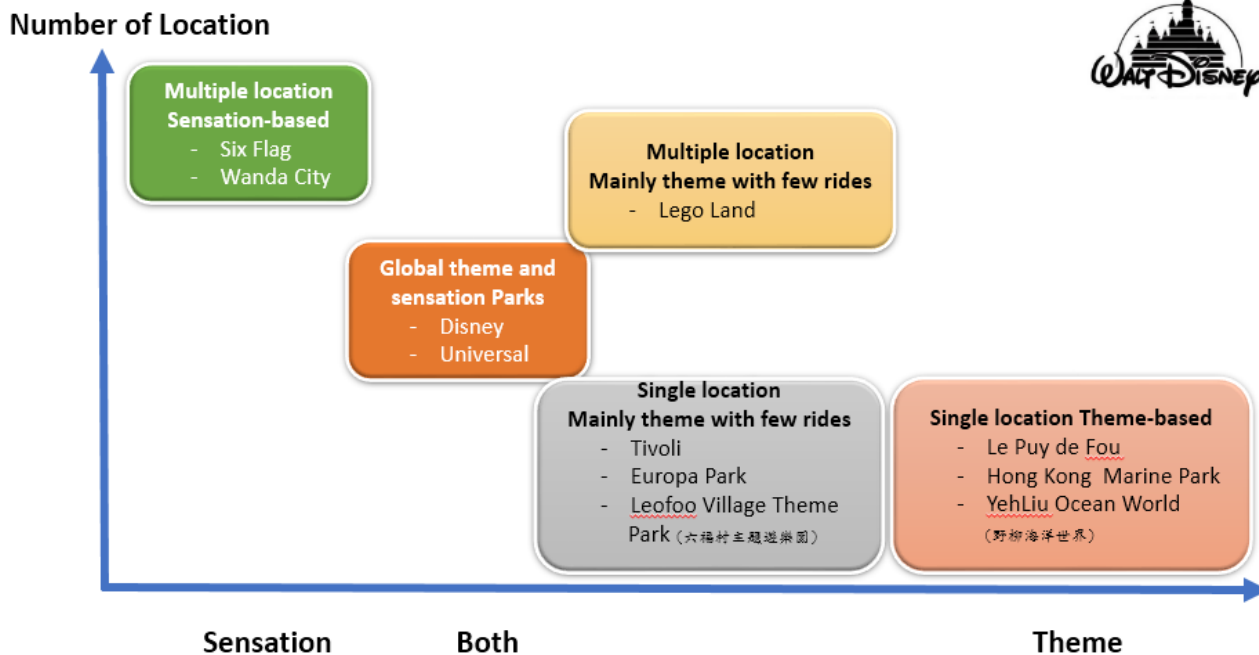 Number of Location
WALT DISNEY
Multiple location
Sensation-based
- Six Flag
- Wanda City
Multiple location
Mainly theme with few rides
- Lego Land
Global theme and
sensation Parks
- Disney
- Universal
Single location
Mainly theme with few rides
- Tivoli
- Europa Park
- Leofoo Village Theme
Park (六福村主題遊樂園)
Single location Theme-based
- Le Puy de Fou
- Hong Kong  Marine Park
- YehLiu Ocean World
(野柳海洋世界)
Sensation
Both
Theme